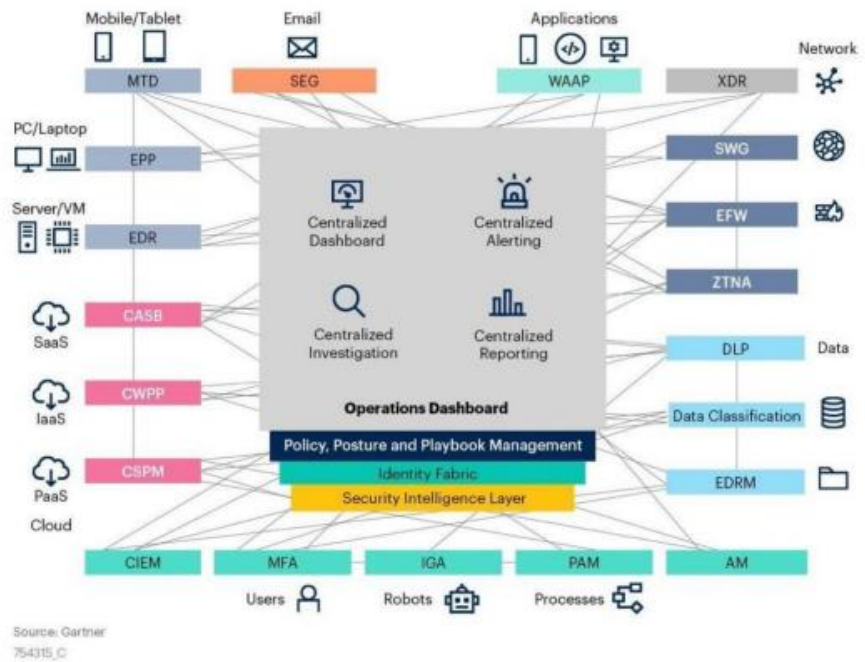 Mobile/Tablet
Email
Applications
Network
MTD
SEG
WAAP
XDR
PC/Laptop
EPP
SWG
Server/VM
EDR
EFW
ZTNA
Centralized
Dashboard
Centralized
Alerting
CASB
SaaS
Centralized
Investigation
Centralized
Reporting
DLP
Data
CWPP
IaaS
Operations Dashboard
Data Classification
Policy, Posture and Playbook Management
CSPM
PaaS
Identity Fabric
EDRM
Security Intelligence Layer
Cloud
CIEM
MFA
IGA
PAM
AM
Users
Robots
Processes
Source: Gartner
754315_C